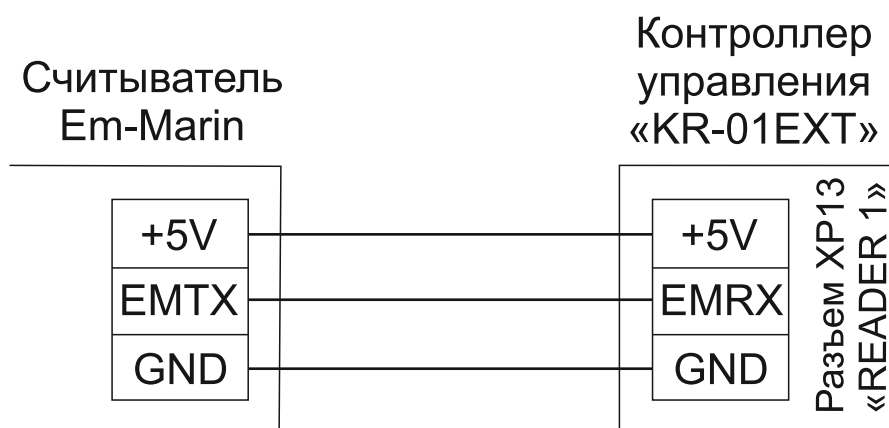 Считыватель
Em-Marin
Контроллер
управления
«KR-01EXT»
+5V
EMTX
GND
+5V
EMRX
GND
Разъем XP13
«READER 1»